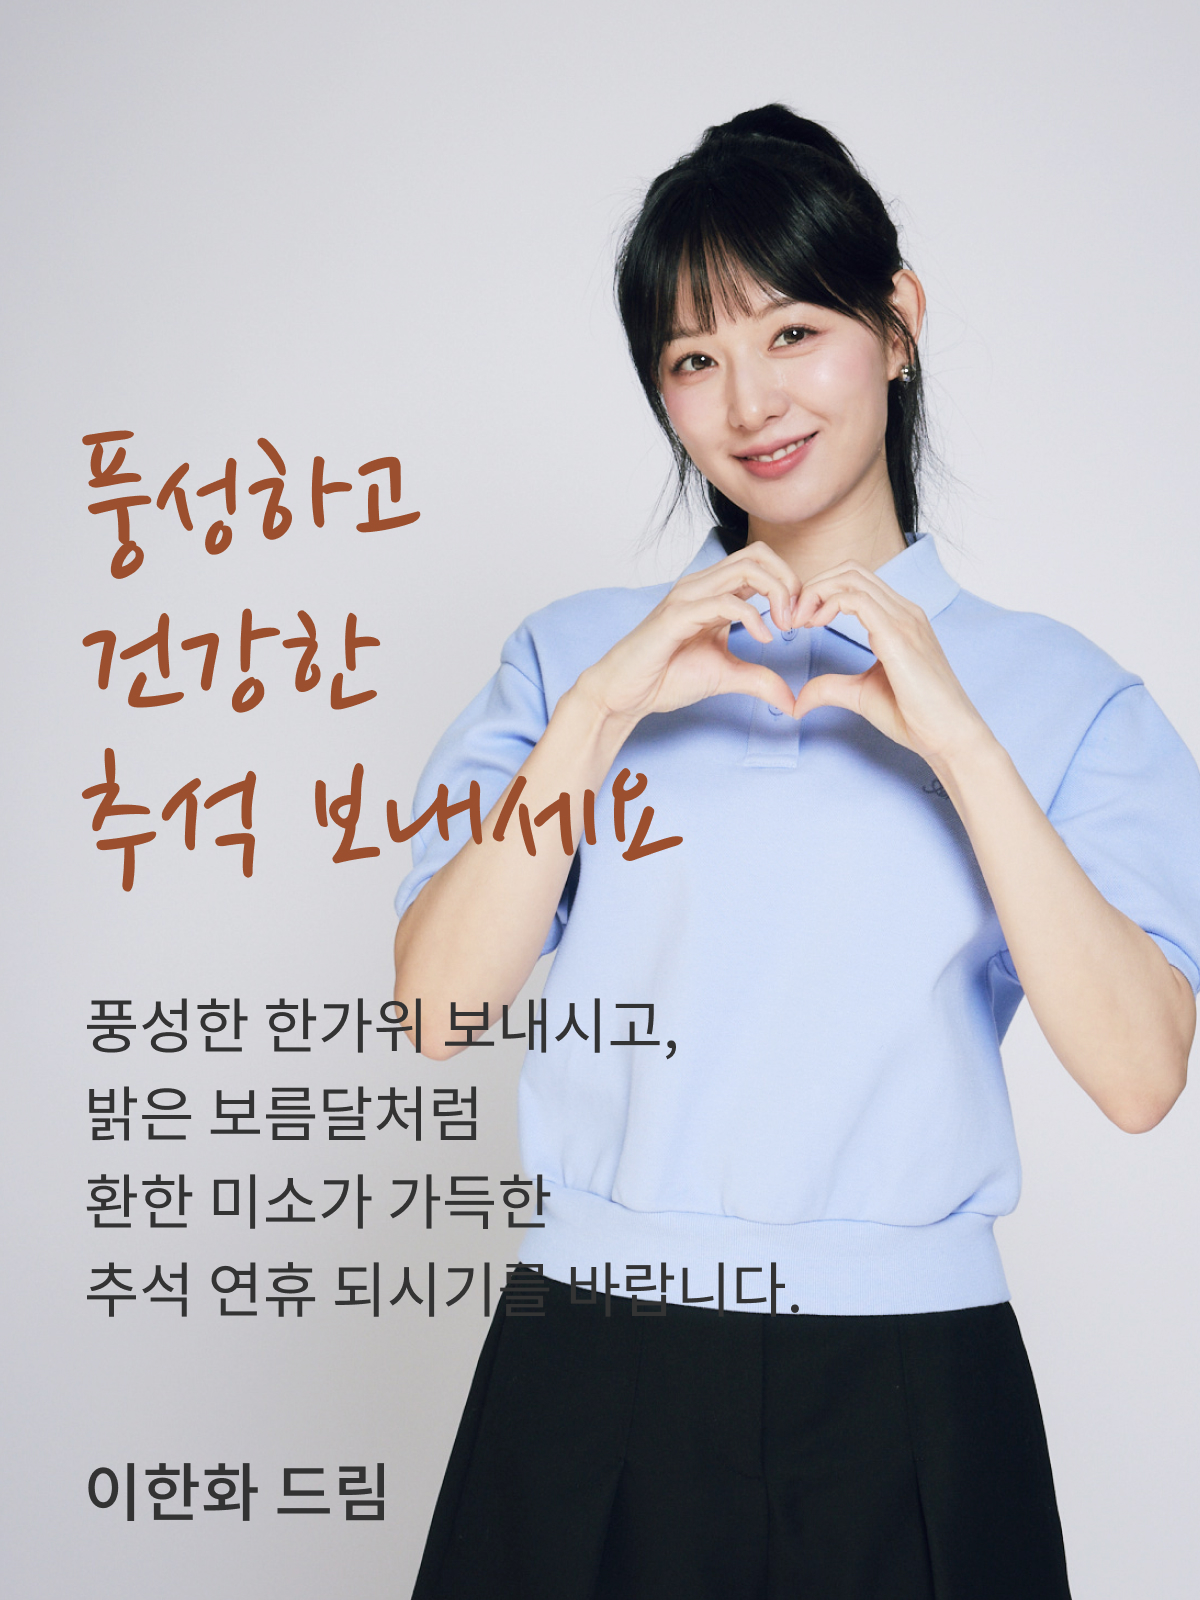 풍성하고
건강한
추석 보내세요
풍성한 한가위 보내시고,
밝은 보름달처럼
환한 미소가 가득한
추석 연휴 되시기를 바랍니다.
이한화 드림